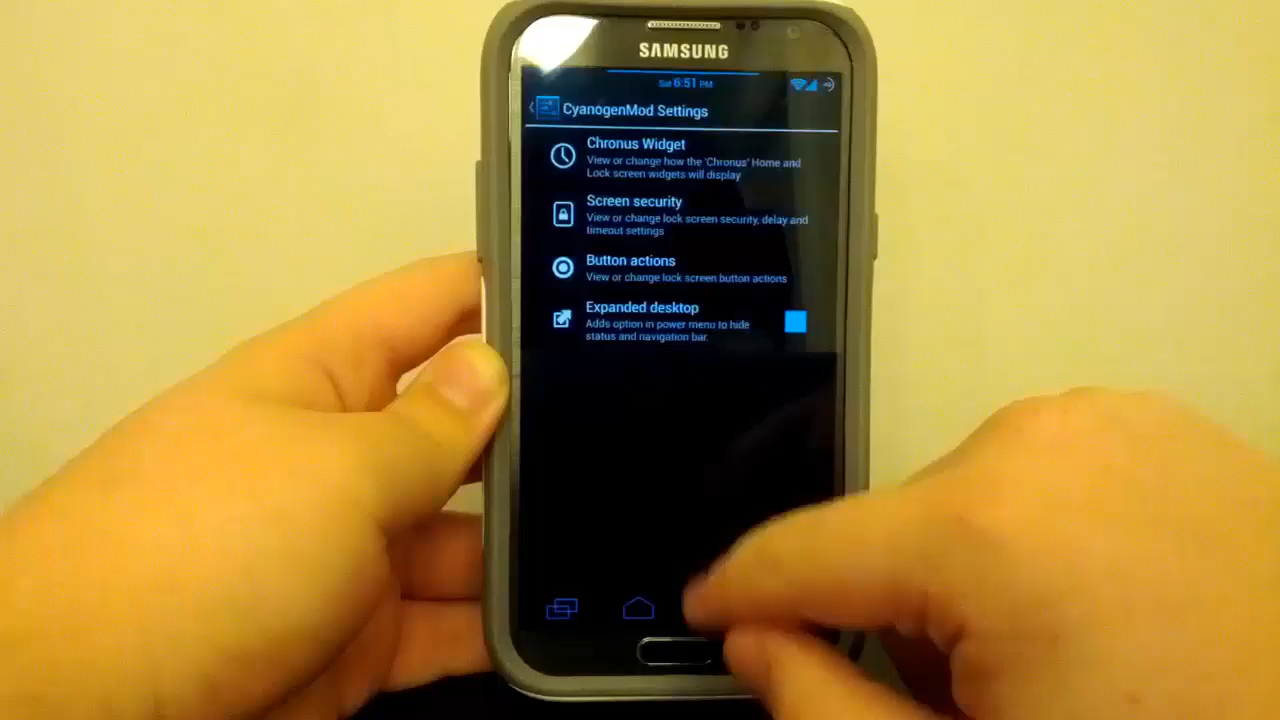 SAMSUNG
Sat 6:51 PM
CyanogenMod Settings
Chronus Widget
View or change how the 'Chronus' Home and
Lock screen widgets will display
Screen security
View or change lock screen security, delay and
timeout settings
Button actions
View or change lock screen button actions
Expanded desktop
Adds option in power menu to hide
status and navigation bar.